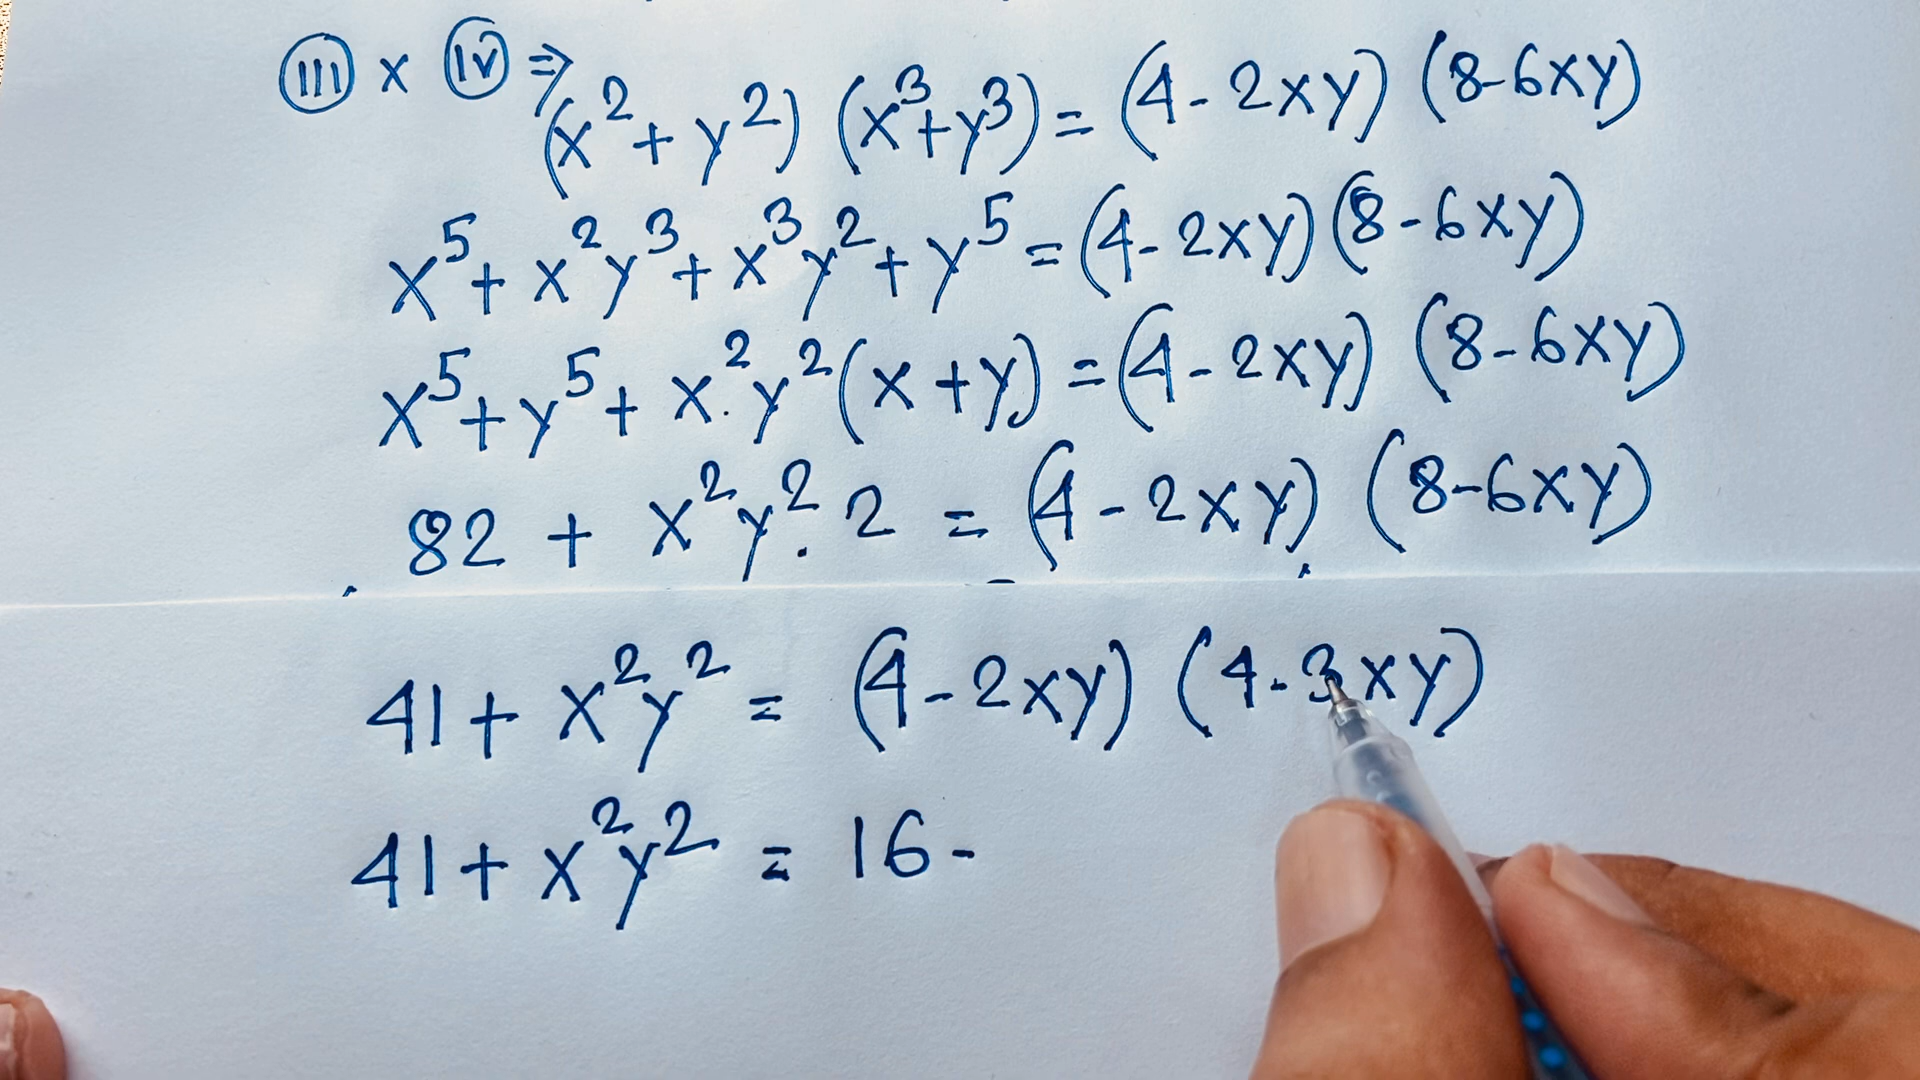 (III) x (IV) ⇒ (x² + y²) (x³+y³) = (4 - 2xy) (8-6xy)
x⁵ + x²y³ + x³y² + y⁵ = (4 - 2xy) (8 - 6xy)
x⁵ + y⁵ + x².y² (x + y) = (4 - 2xy) (8 - 6xy)
82 + x²y².2 = (4 - 2xy) (8-6xy)
41 + x²y² = (4 - 2xy) (4 - 3xy)
41 + x²y² = 16 -